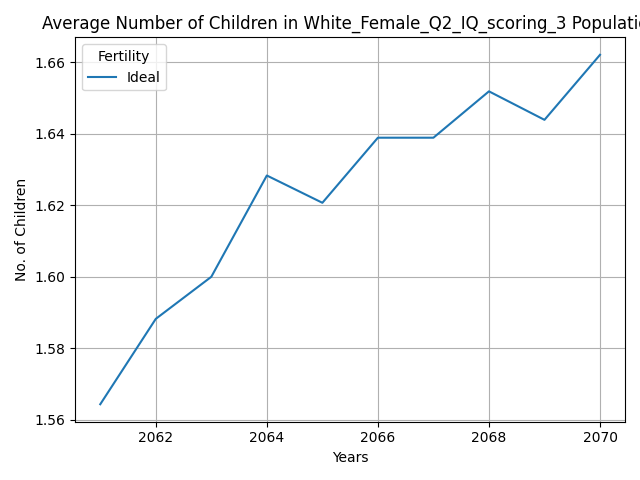 Average Number of Children in White_Female_Q2_IQ_scoring_3 Populatio
Fertility
Ideal
No. of Children
1.66
1.64
1.62
1.60
1.58
1.56
2062 2064 2066 2068 2070
Years